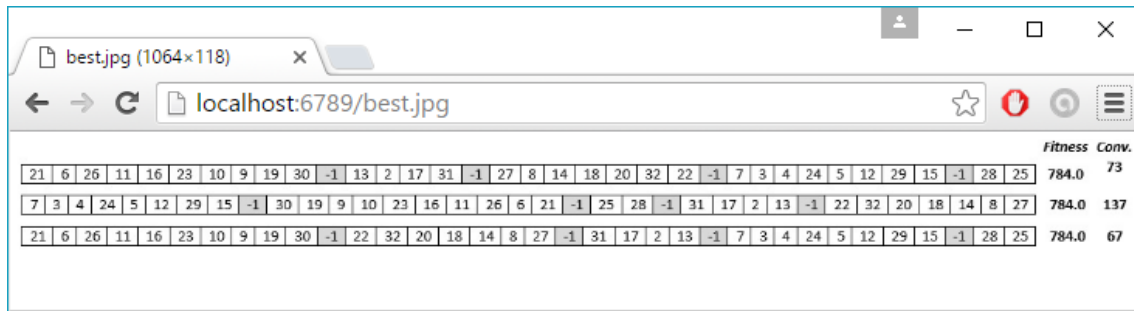 best.jpg (1064×118)
localhost:6789/best.jpg
Fitness Conv.
21 6 26 11 16 23 10 9 19 30 -1 13 2 17 31 -1 27 8 14 18 20 32 22 -1 7 3 4 24 5 12 29 15 -1 28 25 784.0 73
7 3 4 24 5 12 29 15 -1 30 19 9 10 23 16 11 26 6 21 -1 25 28 -1 31 17 2 13 -1 22 32 20 18 14 8 27 784.0 137
21 6 26 11 16 23 10 9 19 30 -1 22 32 20 18 14 8 27 -1 31 17 2 13 -1 7 3 4 24 5 12 29 15 -1 28 25 784.0 67